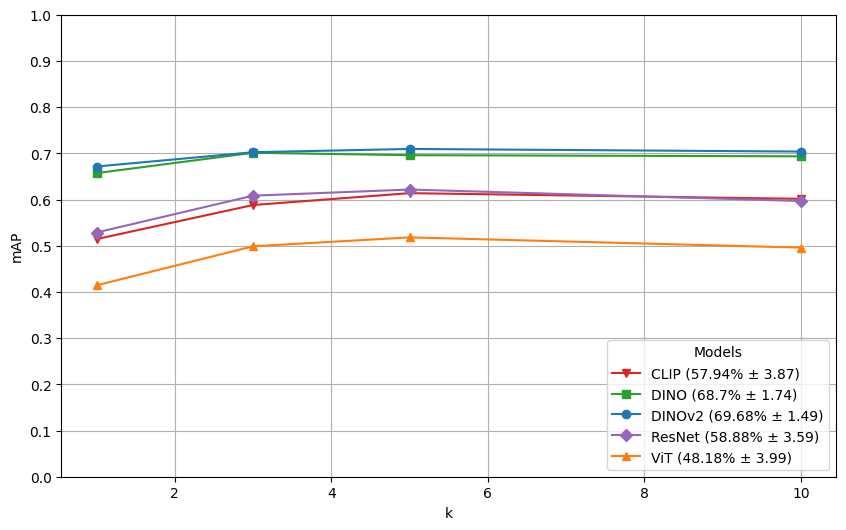 1.0
0.9
0.8
0.7
0.6
0.5
0.4
0.3
0.2
0.1
0.0
mAP
2
4
6
8
10
k
Models
CLIP (57.94% ± 3.87)
DINO (68.7% ± 1.74)
DINOv2 (69.68% ± 1.49)
ResNet (58.88% ± 3.59)
ViT (48.18% ± 3.99)